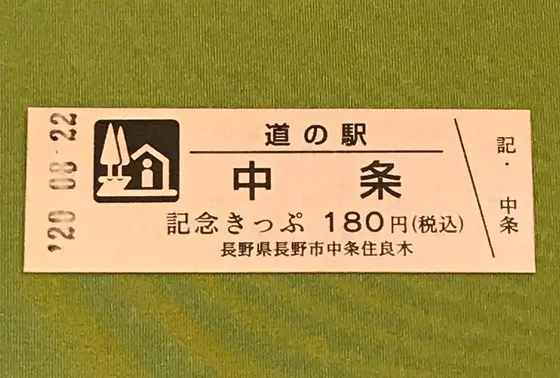 '20 08 22
道の駅
中条
記念きっぷ 180円(税込)
長野県長野市中条住良木
記・中条